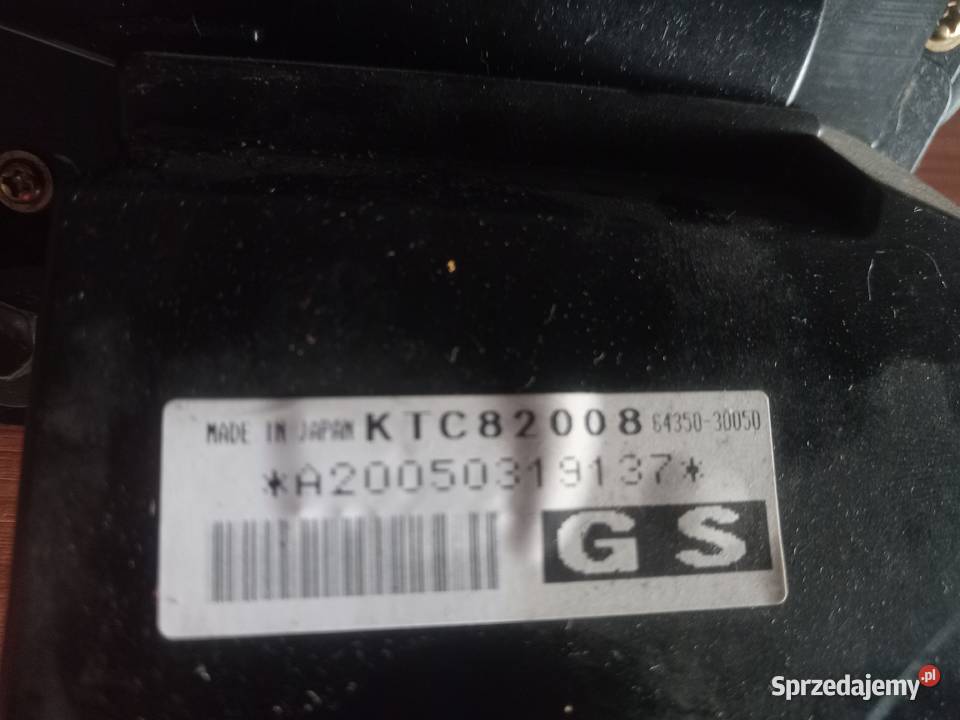 MADE IN JAPAN KTC82008 64350-30050
*A20050319137*
GS
Sprzedajemy.pl